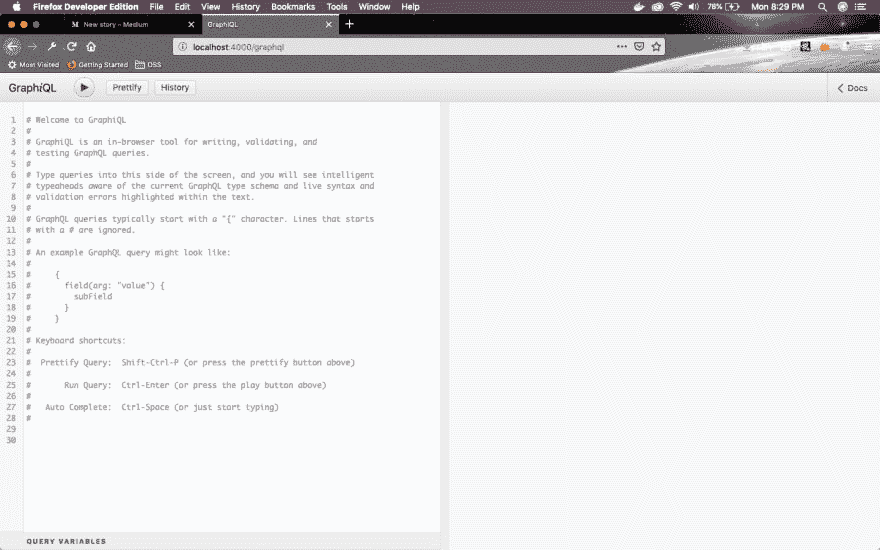 Firefox Developer Edition File Edit View History Bookmarks Tools Window Help 78% Mon 8:29 PM
New story – Medium GraphiQL
localhost:4000/graphql
Most Visited Getting Started DSS
GraphiQL Prettify History Docs
1 # Welcome to GraphiQL
2 #
3 # GraphiQL is an in-browser tool for writing, validating, and
4 # testing GraphQL queries.
5 #
6 # Type queries into this side of the screen, and you will see intelligent
7 # typeaheads aware of the current GraphQL type schema and live syntax and
8 # validation errors highlighted within the text.
9 #
10 # GraphQL queries typically start with a "{" character. Lines that starts
11 # with a # are ignored.
12 #
13 # An example GraphQL query might look like:
14 #
15 # {
16 # field(arg: "value") {
17 # subField
18 # }
19 # }
20 #
21 # Keyboard shortcuts:
22 #
23 # Prettify Query: Shift-Ctrl-P (or press the prettify button above)
24 #
25 # Run Query: Ctrl-Enter (or press the play button above)
26 #
27 # Auto Complete: Ctrl-Space (or just start typing)
28 #
29
30
QUERY VARIABLES